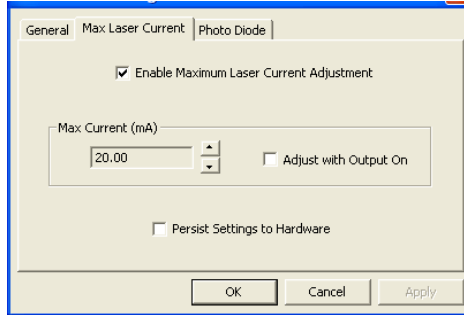 General Max Laser Current Photo Diode
Enable Maximum Laser Current Adjustment
Max Current (mA)
20.00 Adjust with Output On
Persist Settings to Hardware
OK Cancel Apply